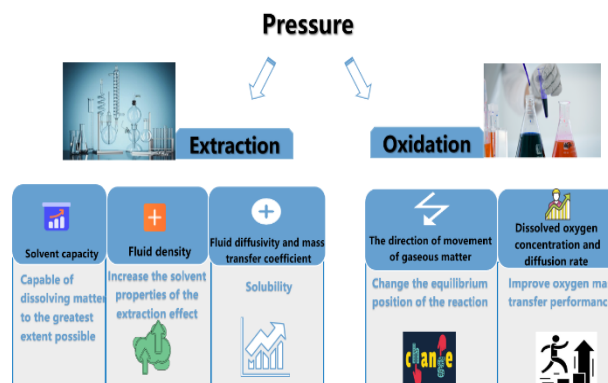 Pressure
Extraction
Oxidation
Solvent capacity
Capable of
dissolving matter
to the greatest
extent possible
Fluid density
Increase the solvent
properties of the
extraction effect
Fluid diffusivity and mass
transfer coefficient
Solubility
The direction of movement
of gaseous matter
Change the equilibrium
position of the reaction
change
Dissolved oxygen
concentration and
diffusion rate
Improve oxygen ma
transfer performanc